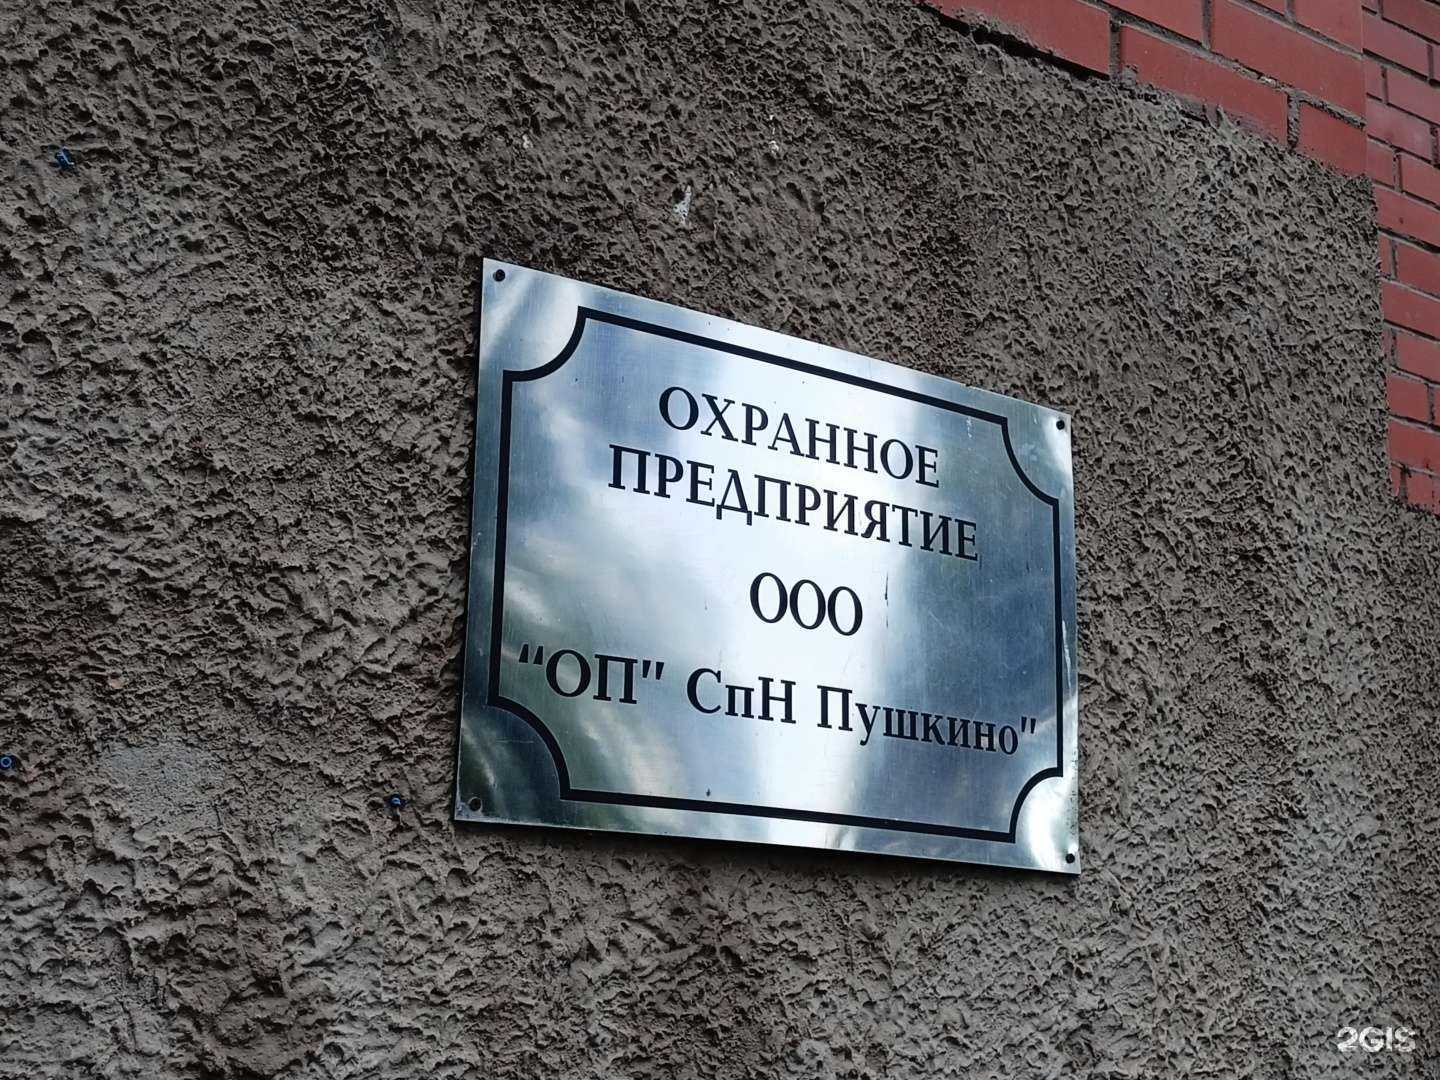 ОХРАННОЕ
ПРЕДПРИЯТИЕ
ООО
“ОП" СпН Пушкино"
2GIS